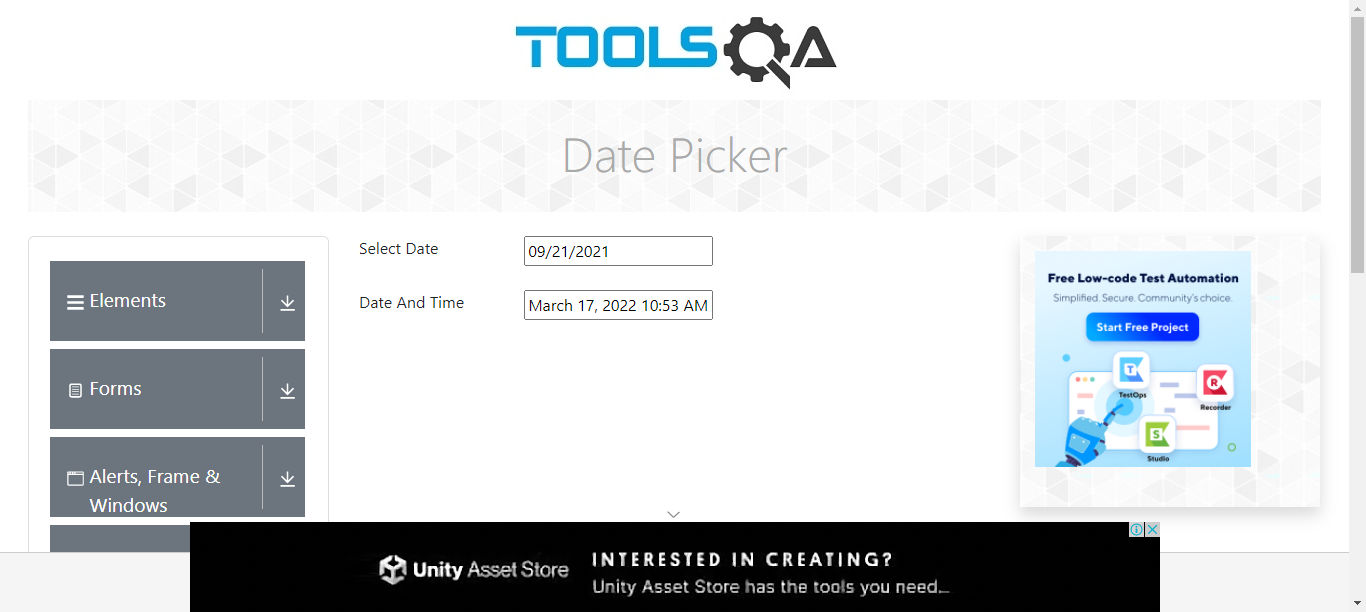 TOOLSQA
Date Picker
Elements
Forms
Alerts, Frame &
Windows
Select Date
09/21/2021
Date And Time
March 17, 2022 10:53 AM
Free Low-code Test Automation
Simplified. Secure. Community's choice.
Start Free Project
TestOps
Recorder
Studio
Unity Asset Store
INTERESTED IN CREATING?
Unity Asset Store has the tools you need...